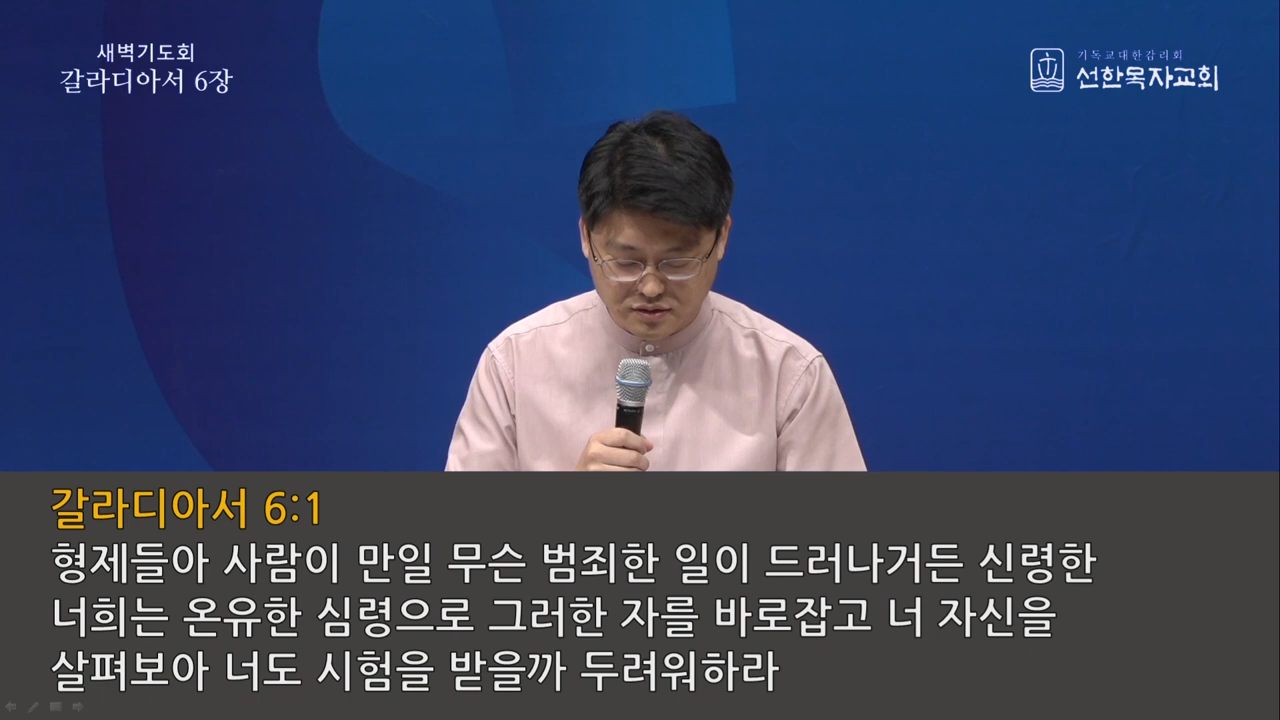 새벽기도회
갈라디아서 6장
기독교대한감리회
선한목자교회
갈라디아서 6:1
형제들아 사람이 만일 무슨 범죄한 일이 드러나거든 신령한
너희는 온유한 심령으로 그러한 자를 바로잡고 너 자신을
살펴보아 너도 시험을 받을까 두려워하라